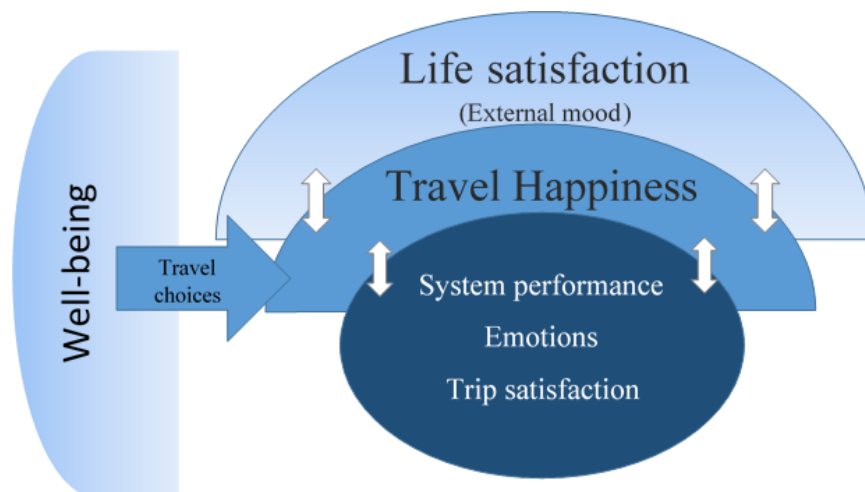 Well-being
Travel
choices
Life satisfaction
(External mood)
Travel Happiness
System performance
Emotions
Trip satisfaction